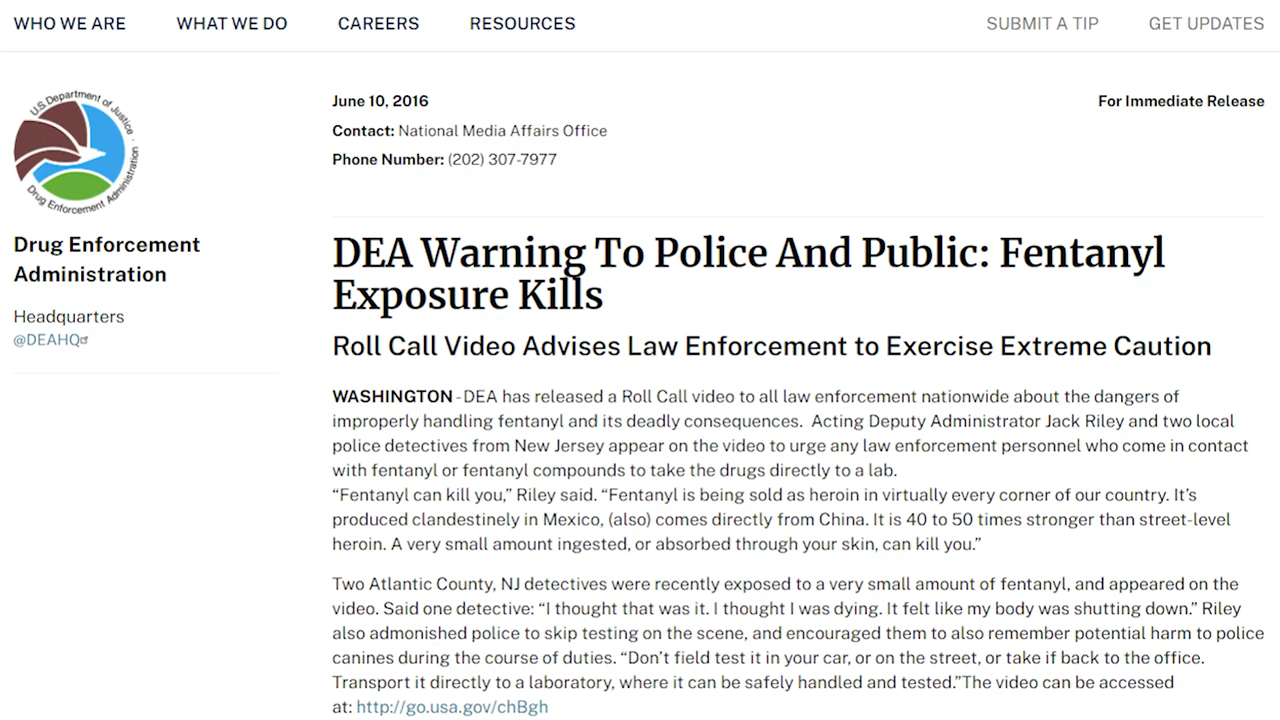 WHO WE ARE
WHAT WE DO
CAREERS
RESOURCES
SUBMIT A TIP
GET UPDATES
U.S. Department of Justice · Drug Enforcement Administration
Drug Enforcement
Administration
Headquarters
@DEAHQ
June 10, 2016
For Immediate Release
Contact: National Media Affairs Office
Phone Number: (202) 307-7977
DEA Warning To Police And Public: Fentanyl
Exposure Kills
Roll Call Video Advises Law Enforcement to Exercise Extreme Caution
WASHINGTON - DEA has released a Roll Call video to all law enforcement nationwide about the dangers of
improperly handling fentanyl and its deadly consequences.  Acting Deputy Administrator Jack Riley and two local
police detectives from New Jersey appear on the video to urge any law enforcement personnel who come in contact
with fentanyl or fentanyl compounds to take the drugs directly to a lab.
“Fentanyl can kill you,” Riley said. “Fentanyl is being sold as heroin in virtually every corner of our country. It’s
produced clandestinely in Mexico, (also) comes directly from China. It is 40 to 50 times stronger than street-level
heroin. A very small amount ingested, or absorbed through your skin, can kill you.”
Two Atlantic County, NJ detectives were recently exposed to a very small amount of fentanyl, and appeared on the
video. Said one detective: “I thought that was it. I thought I was dying. It felt like my body was shutting down.” Riley
also admonished police to skip testing on the scene, and encouraged them to also remember potential harm to police
canines during the course of duties. “Don’t field test it in your car, or on the street, or take if back to the office.
Transport it directly to a laboratory, where it can be safely handled and tested.”The video can be accessed
at: http://go.usa.gov/chBgh